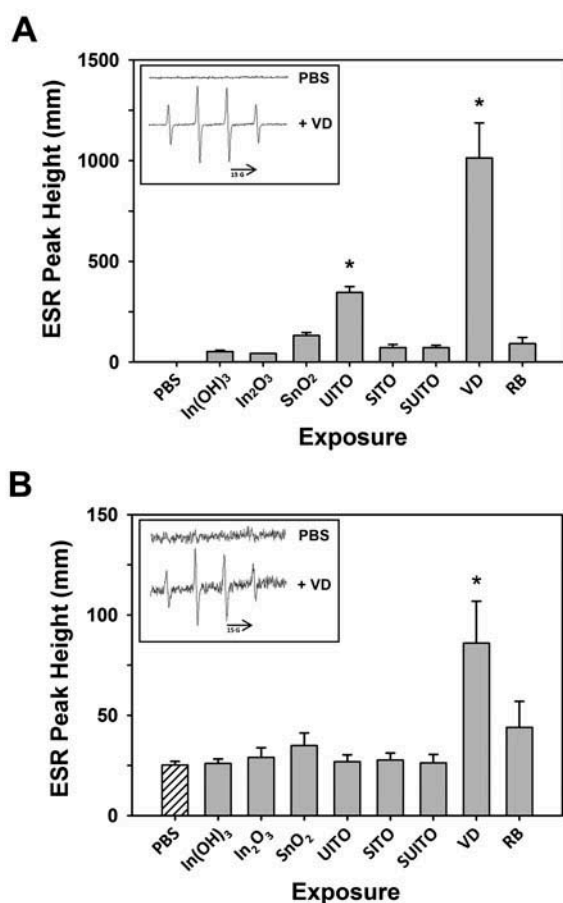 A
ESR Peak Height (mm)
1500
1000
500
0
PBS
+ VD
15 G
*
*
PBS
In(OH)₃
In₂O₃
SnO₂
UITO
SITO
SUITO
VD
RB
Exposure
B
ESR Peak Height (mm)
150
100
50
0
PBS
+ VD
15 G
*
PBS
In(OH)₃
In₂O₃
SnO₂
UITO
SITO
SUITO
VD
RB
Exposure